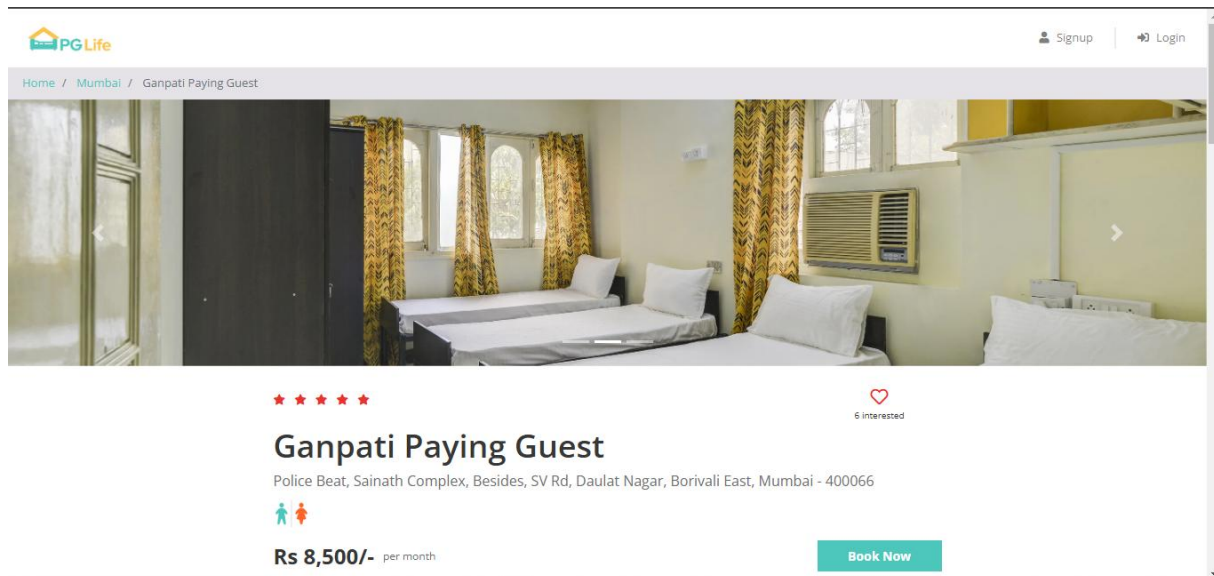 PG Life
Signup
Login
Home / Mumbai / Ganpati Paying Guest
6 interested
Ganpati Paying Guest
Police Beat, Sainath Complex, Besides, SV Rd, Daulat Nagar, Borivali East, Mumbai - 400066
Rs 8,500/- per month
Book Now